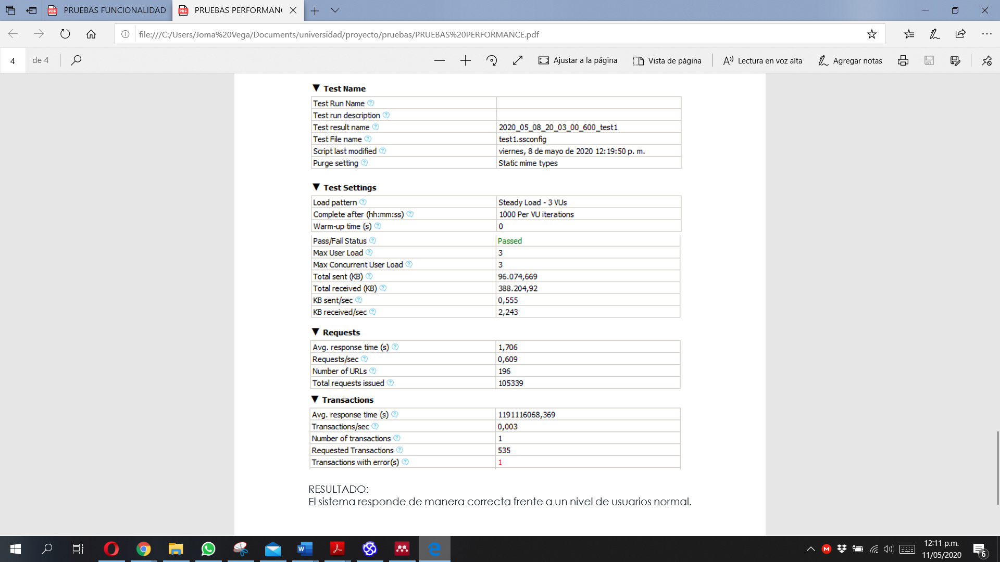 PRUEBAS FUNCIONALIDAD
PRUEBAS PERFORMANC
file:///C:/Users/Joma%20Vega/Documents/universidad/proyecto/pruebas/PRUEBAS%20PERFORMANCE.pdf
4 de 4
Ajustar a la página
Vista de página
Lectura en voz alta
Agregar notas
Test Name
Test Run Name
Test run description
Test result name 2020_05_08_20_03_00_600_test1
Test File name test1.ssconfig
Script last modified viernes, 8 de mayo de 2020 12:19:50 p. m.
Purge setting Static mime types
Test Settings
Load pattern Steady Load - 3 VUs
Complete after (hh:mm:ss) 1000 Per VU iterations
Warm-up time (s) 0
Pass/Fail Status Passed
Max User Load 3
Max Concurrent User Load 3
Total sent (KB) 96.074,669
Total received (KB) 388.204,92
KB sent/sec 0,555
KB received/sec 2,243
Requests
Avg. response time (s) 1,706
Requests/sec 0,609
Number of URLs 196
Total requests issued 105339
Transactions
Avg. response time (s) 1191116068,369
Transactions/sec 0,003
Number of transactions 1
Requested Transactions 535
Transactions with error(s) 1
RESULTADO:
El sistema responde de manera correcta frente a un nivel de usuarios normal.
12:11 p.m.
11/05/2020
6